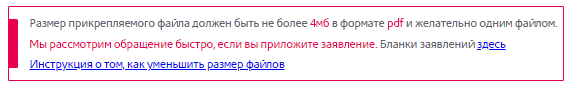 Размер прикрепляемого файла должен быть не более 4мб в формате pdf и желательно одним файлом.
Мы рассмотрим обращение быстро, если вы приложите заявление. Бланки заявлений здесь
Инструкция о том, как уменьшить размер файлов